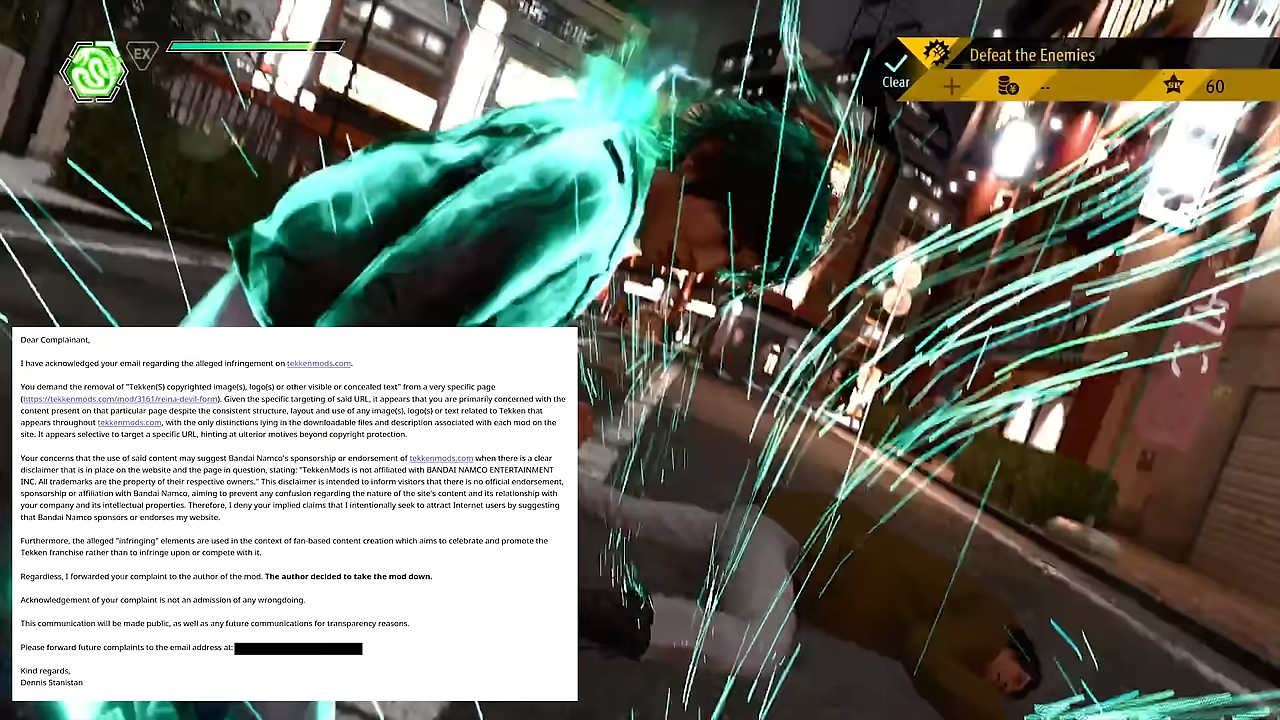 EX
Defeat the Enemies
Clear
¥
--
SP
60
Dear Complainant,
I have acknowledged your email regarding the alleged infringement on tekkenmods.com.
You demand the removal of "Tekken(S) copyrighted image(s), logo(s) or other visible or concealed text" from a very specific page
(https://tekkenmods.com/mod/3161/reina-devil-form). Given the specific targeting of said URL, it appears that you are primarily concerned with the
content present on that particular page despite the consistent structure, layout and use of any image(s), logo(s) or text related to Tekken that
appears throughout tekkenmods.com, with the only distinctions lying in the downloadable files and description associated with each mod on the
site. It appears selective to target a specific URL, hinting at ulterior motives beyond copyright protection.
Your concerns that the use of said content may suggest Bandai Namco's sponsorship or endorsement of tekkenmods.com when there is a clear
disclaimer that is in place on the website and the page in question, stating: "TekkenMods is not affiliated with BANDAI NAMCO ENTERTAINMENT
INC. All trademarks are the property of their respective owners." This disclaimer is intended to inform visitors that there is no official endorsement,
sponsorship or affiliation with Bandai Namco, aiming to prevent any confusion regarding the nature of the site's content and its relationship with
your company and its intellectual properties. Therefore, I deny your implied claims that I intentionally seek to attract Internet users by suggesting
that Bandai Namco sponsors or endorses my website.
Furthermore, the alleged "infringing" elements are used in the context of fan-based content creation which aims to celebrate and promote the
Tekken franchise rather than to infringe upon or compete with it.
Regardless, I forwarded your complaint to the author of the mod. The author decided to take the mod down.
Acknowledgement of your complaint is not an admission of any wrongdoing.
This communication will be made public, as well as any future communications for transparency reasons.
Please forward future complaints to the email address at:
Kind regards,
Dennis Stanistan